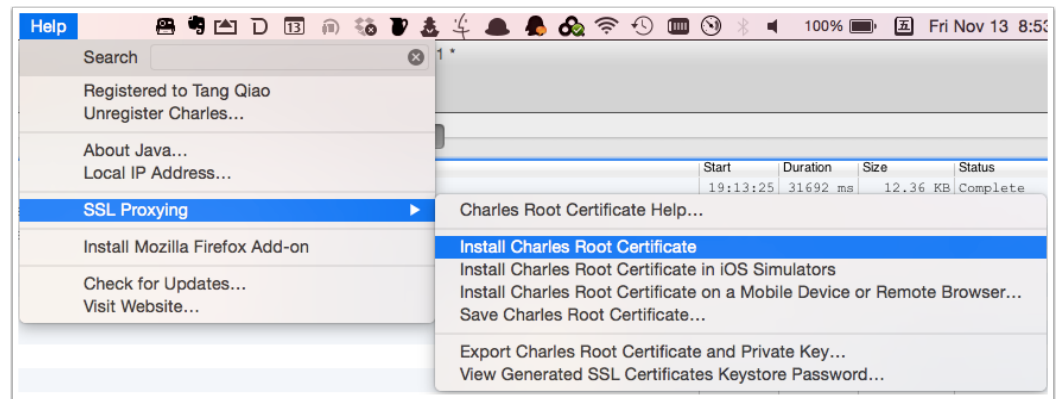 Help 13 100% 五 Fri Nov 13 8:53
Search 1 *
Registered to Tang Qiao
Unregister Charles...
About Java...
Local IP Address...
Start Duration Size Status
19:13:25 31692 ms 12.36 KB Complete
SSL Proxying
Charles Root Certificate Help...
Install Mozilla Firefox Add-on
Install Charles Root Certificate
Install Charles Root Certificate in iOS Simulators
Check for Updates...
Install Charles Root Certificate on a Mobile Device or Remote Browser...
Visit Website...
Save Charles Root Certificate...
Export Charles Root Certificate and Private Key...
View Generated SSL Certificates Keystore Password...